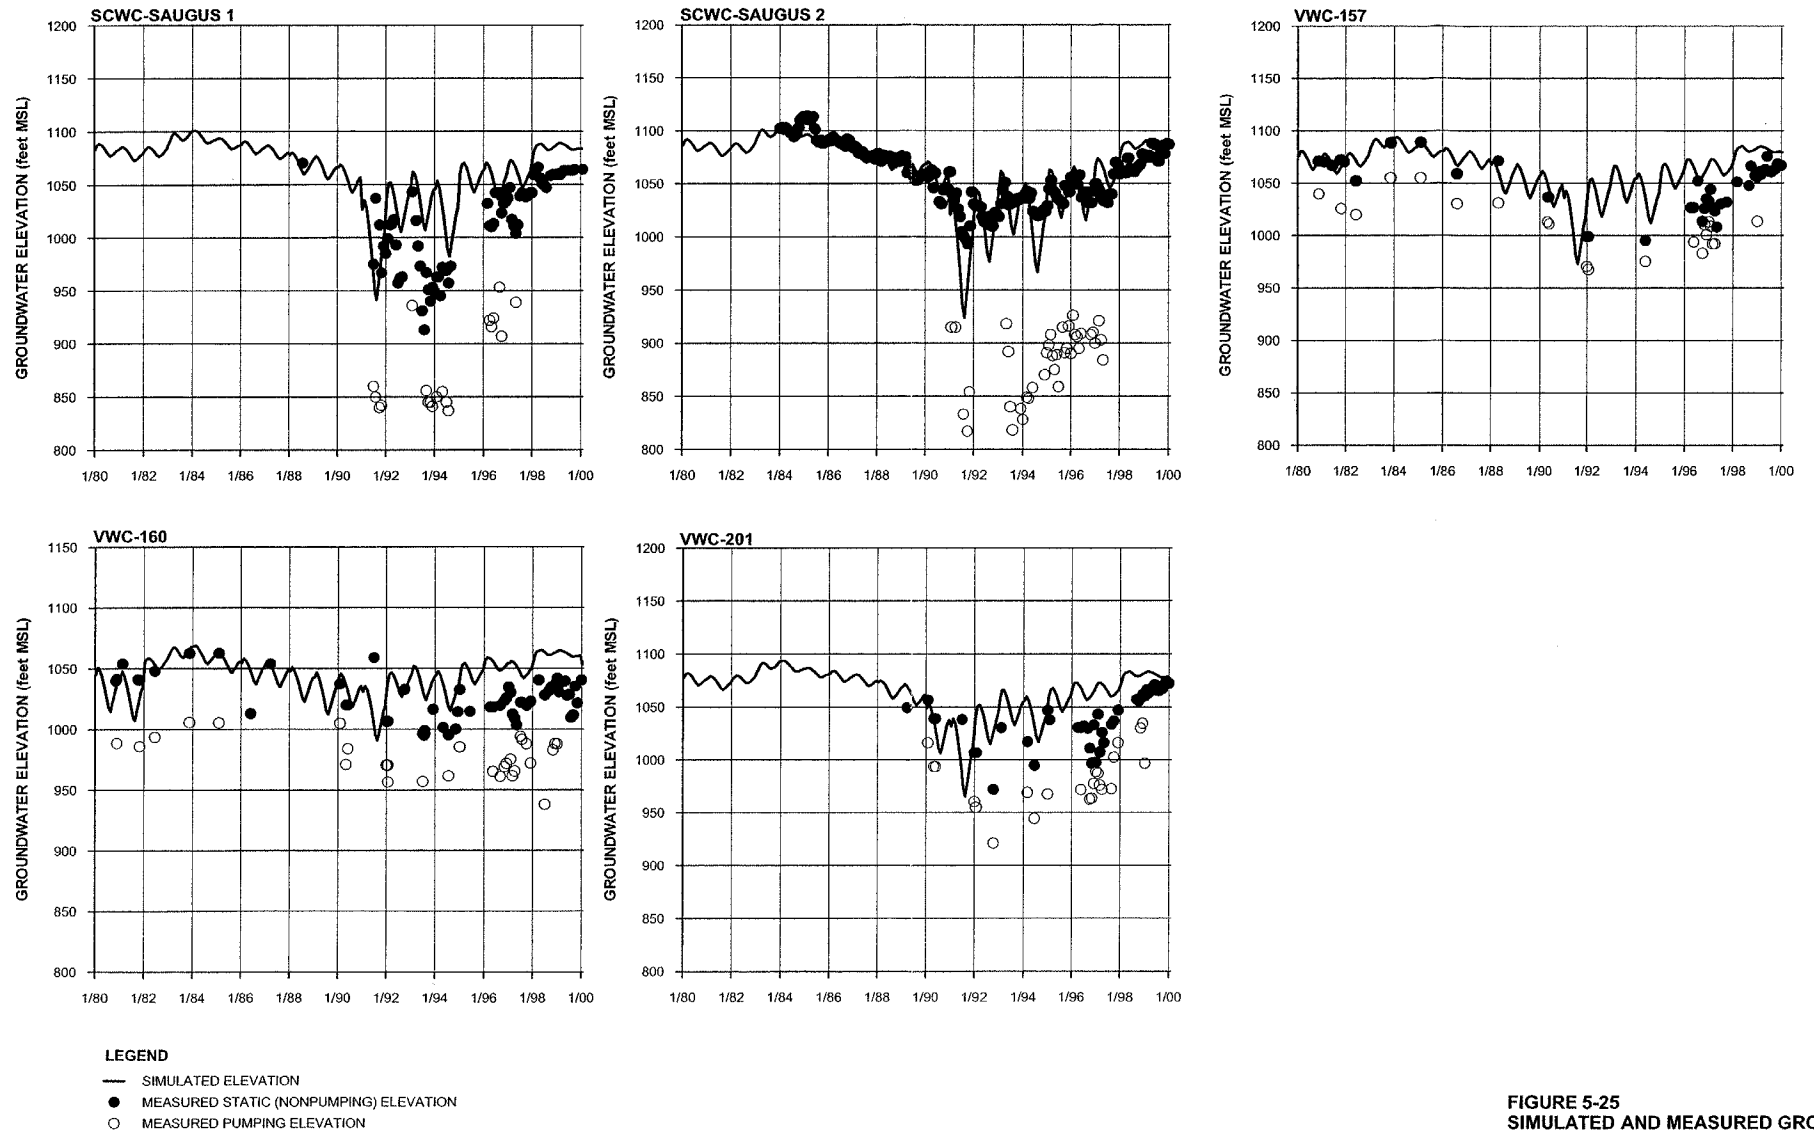 SCWC-SAUGUS 1
1200
1150
1100
1050
1000
950
900
850
800
GROUNDWATER ELEVATION (feet MSL)
1/80 1/82 1/84 1/86 1/88 1/90 1/92 1/94 1/96 1/98 1/00
SCWC-SAUGUS 2
1200
1150
1100
1050
1000
950
900
850
800
GROUNDWATER ELEVATION (feet MSL)
1/80 1/82 1/84 1/86 1/88 1/90 1/92 1/94 1/96 1/98 1/00
VWC-157
1200
1150
1100
1050
1000
950
900
850
800
GROUNDWATER ELEVATION (feet MSL)
1/80 1/82 1/84 1/86 1/88 1/90 1/92 1/94 1/96 1/98 1/00
VWC-160
1150
1100
1050
1000
950
900
850
800
GROUNDWATER ELEVATION (feet MSL)
1/80 1/82 1/84 1/86 1/88 1/90 1/92 1/94 1/96 1/98 1/00
VWC-201
1200
1150
1100
1050
1000
950
900
850
800
GROUNDWATER ELEVATION (feet MSL)
1/80 1/82 1/84 1/86 1/88 1/90 1/92 1/94 1/96 1/98 1/00
LEGEND
SIMULATED ELEVATION
MEASURED STATIC (NONPUMPING) ELEVATION
MEASURED PUMPING ELEVATION
FIGURE 5-25
SIMULATED AND MEASURED GRO